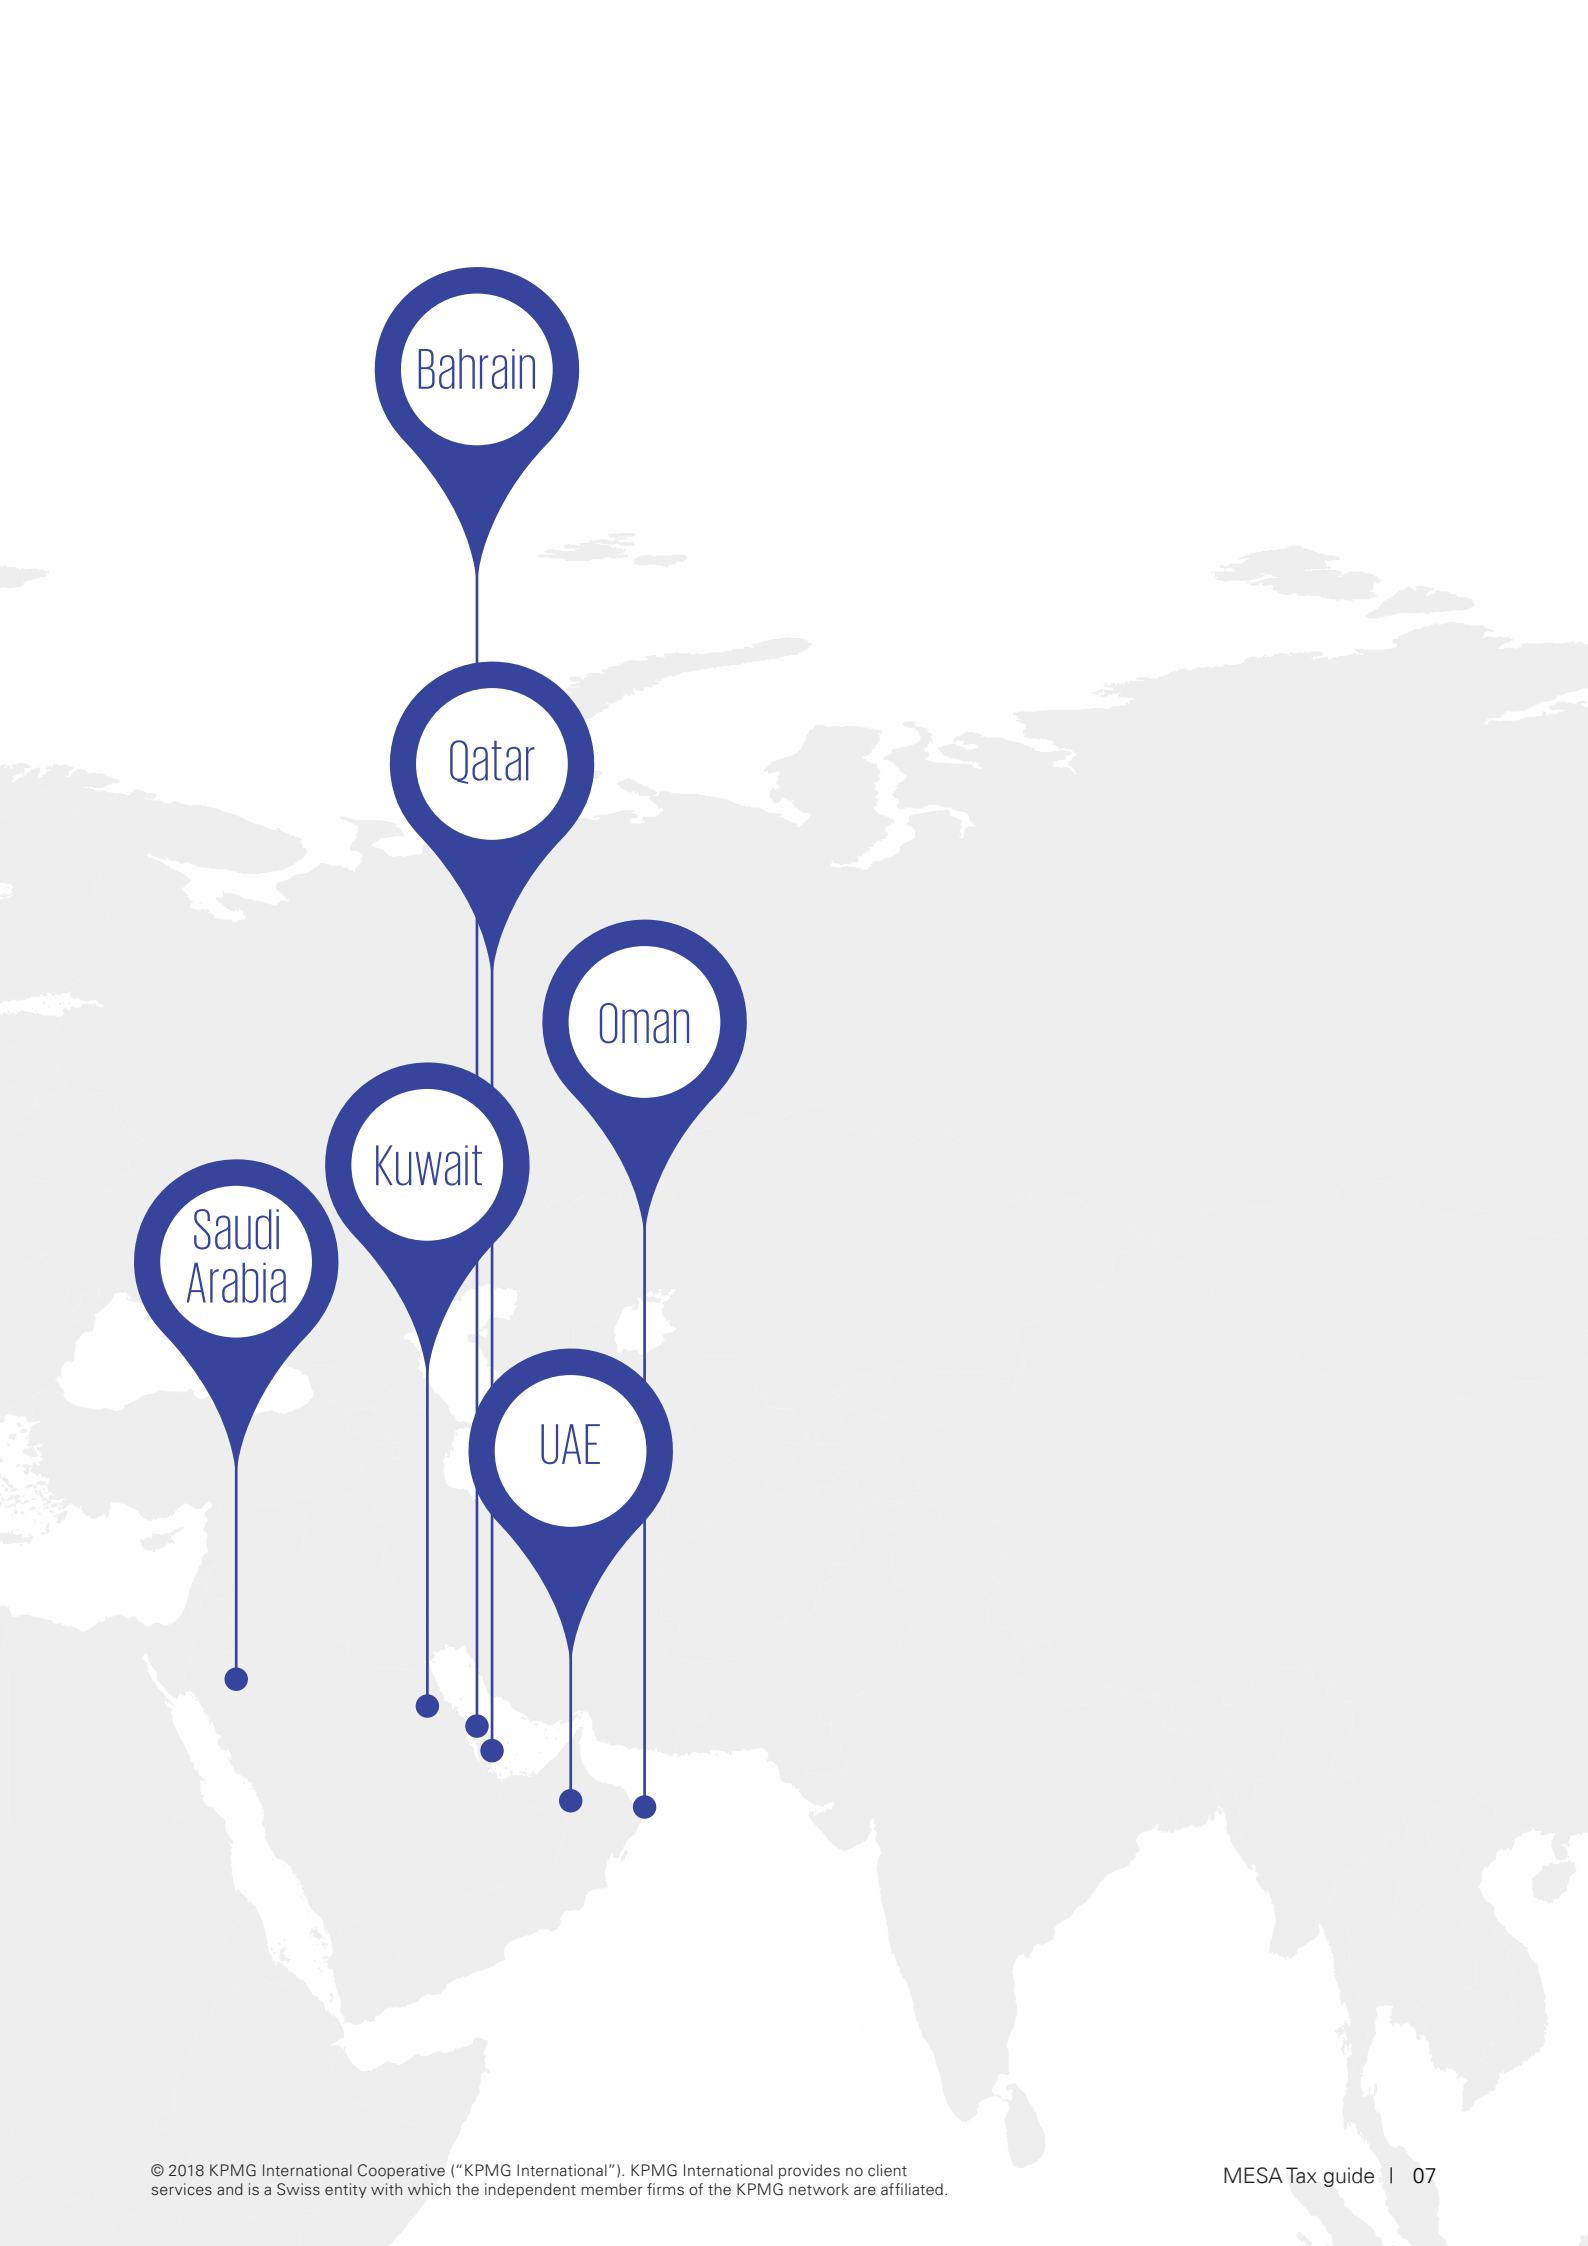 Bahrain
Qatar
Oman
Kuwait
Saudi
Arabia
UAE
© 2018 KPMG International Cooperative (“KPMG International”). KPMG International provides no client
services and is a Swiss entity with which the independent member firms of the KPMG network are affiliated.
MESA Tax guide | 07